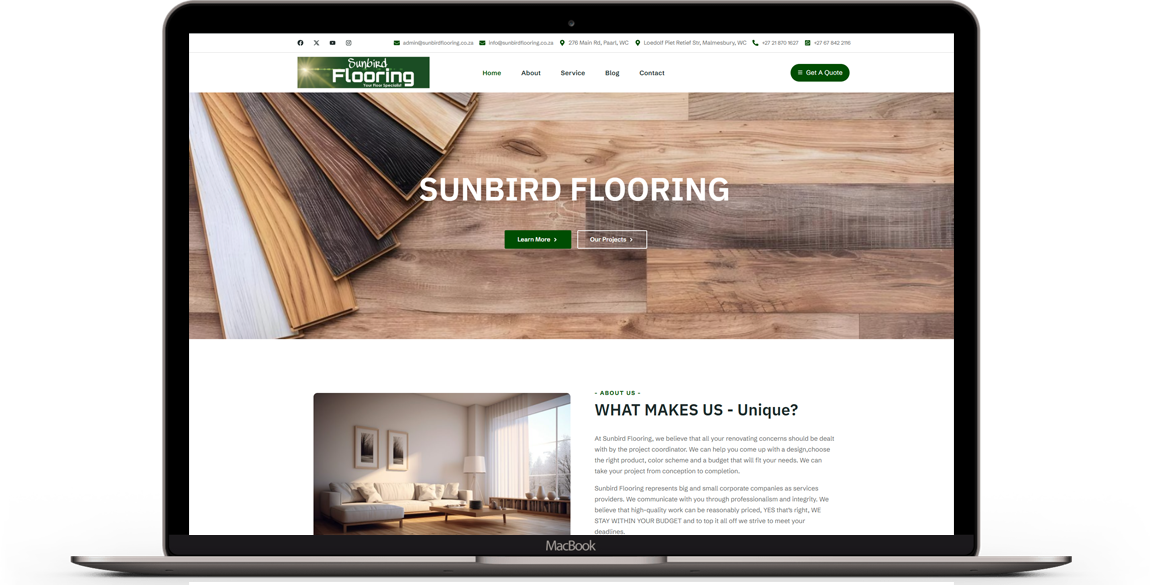 admin@sunbirdflooring.co.za info@sunbirdflooring.co.za 276 Main Rd, Paarl, WC Loedolf Piet Retief Str, Malmesbury, WC +27 21 870 1627 +27 67 842 2116
Sunbird
Flooring
Your Floor Specialist
Home About Service Blog Contact
Get A Quote
SUNBIRD FLOORING
Learn More
Our Projects
- ABOUT US -
WHAT MAKES US - Unique?
At Sunbird Flooring, we believe that all your renovating concerns should be dealt
with by the project coordinator. We can help you come up with a design,choose
the right product, color scheme and a budget that will fit your needs. We can
take your project from conception to completion.
Sunbird Flooring represents big and small corporate companies as services
providers. We communicate with you through professionalism and integrity. We
believe that high-quality work can be reasonably priced, YES that's right, WE
STAY WITHIN YOUR BUDGET and to top it all off we strive to meet your
deadlines.
MacBook